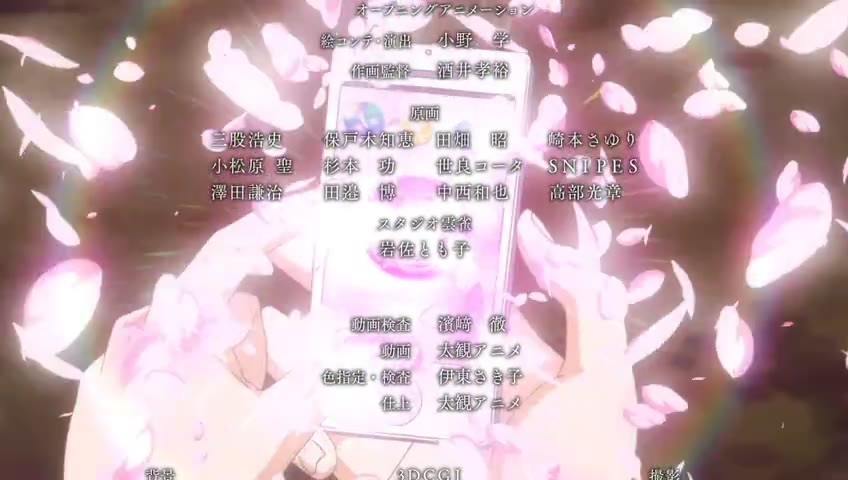 オープニングアニメーション
絵コンテ・演出 小野 学
作画監督 酒井孝裕
原画
二股浩史 保戸木知恵 田畑 昭 崎本さゆり
小松原 聖 杉本 功 世良コータ SNIPES
澤田謙治 田邉 博 中西和也 高部光章
スタジオ雲雀
岩佐とも子
動画検査 濱﨑 徹
動画 大観アニメ
色指定・検査 伊東さき子
仕上 大観アニメ
背景 3DCGI 撮影